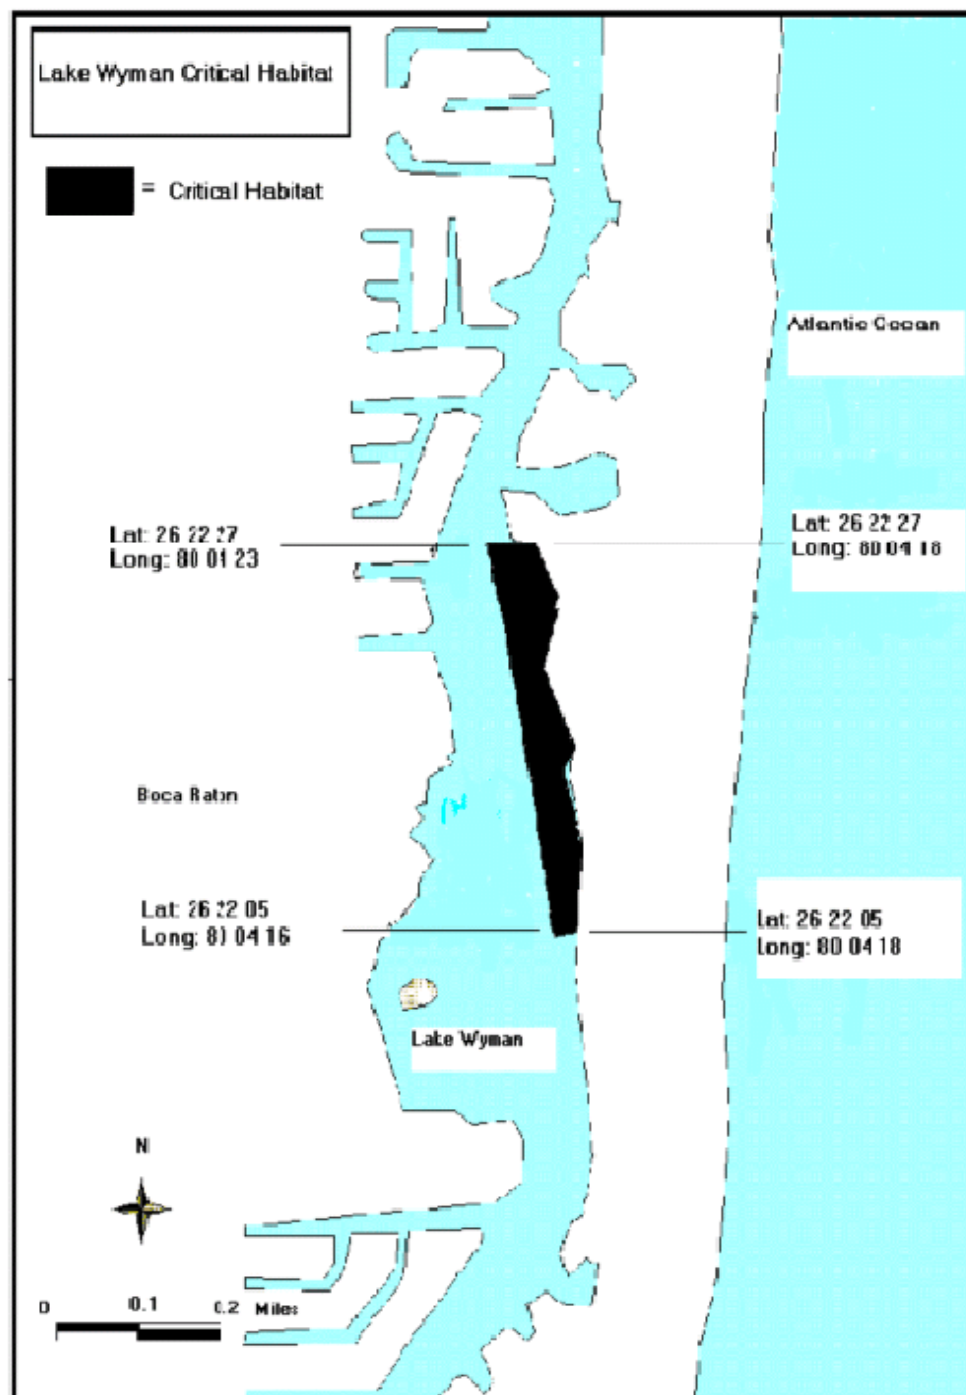 Lake Wyman Critical Habitat
= Critical Habitat
Atlantic Ocean
Lat: 26 22 27
Long: 80 01 23
Lat: 26 22 27
Long: 80 04 18
Boca Raton
Lat: 26 22 05
Long: 80 04 16
Lat: 26 22 05
Long: 80 04 18
Lake Wyman
N
0 0.1 0.2 Miles